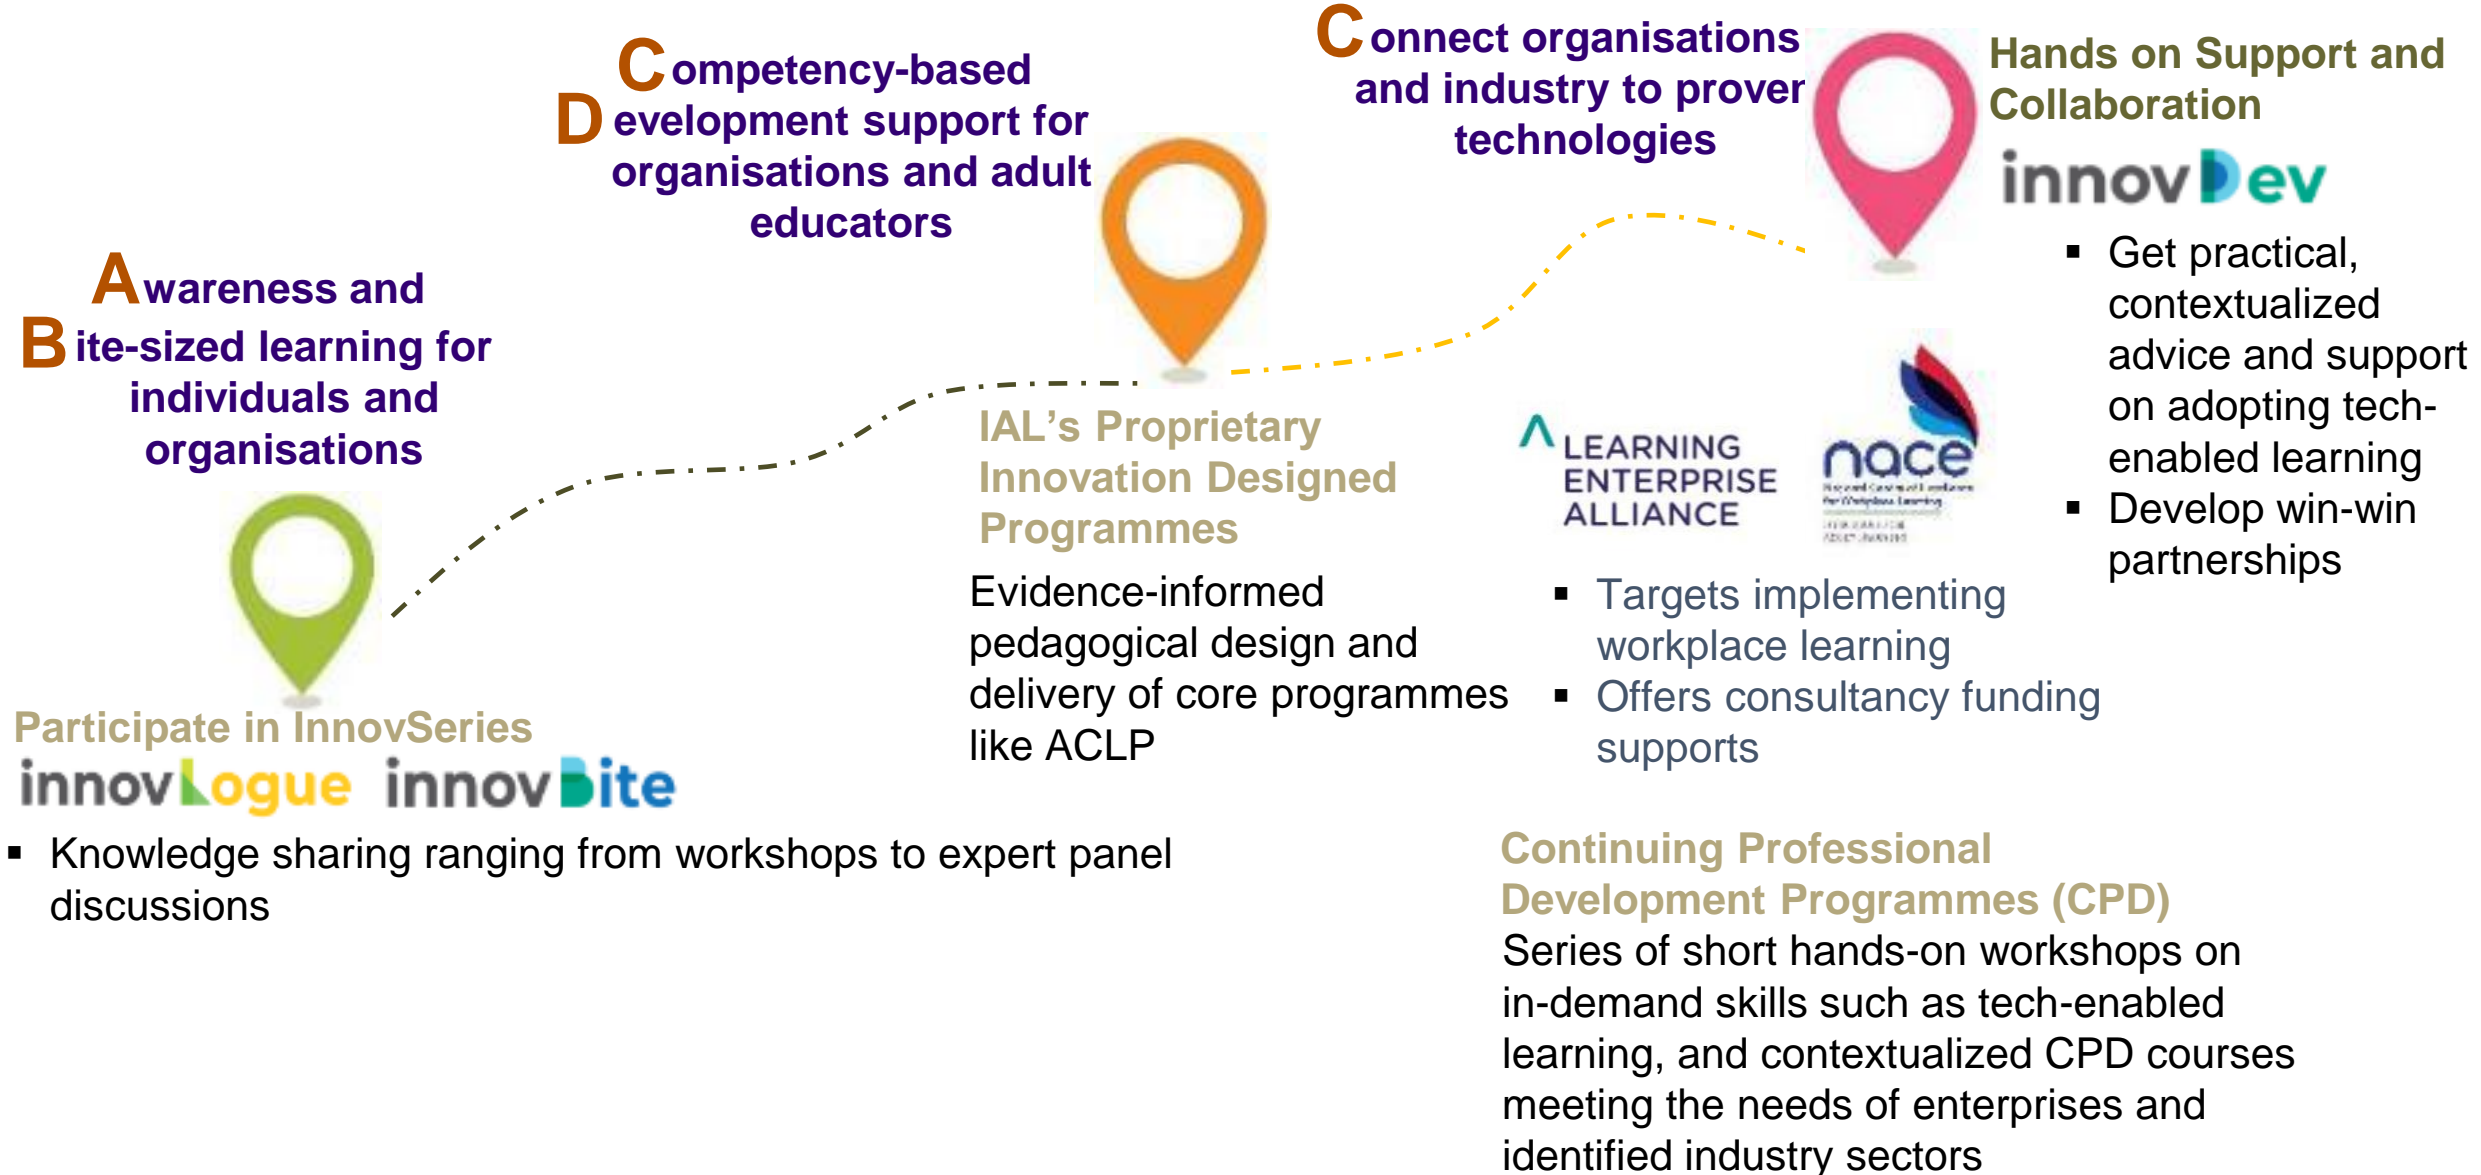 Awareness and
Bite-sized learning for
individuals and
organisations
Participate in InnovSeries
innovLogue innovBite
▪ Knowledge sharing ranging from workshops to expert panel
discussions
Competency-based
Development support for
organisations and adult
educators
IAL’s Proprietary
Innovation Designed
Programmes
Evidence-informed
pedagogical design and
delivery of core programmes
like ACLP
Connect organisations
and industry to prover
technologies
LEARNING
ENTERPRISE
ALLIANCE
nace
▪ Targets implementing
workplace learning
▪ Offers consultancy funding
supports
Hands on Support and
Collaboration
innovDev
▪ Get practical,
contextualized
advice and support
on adopting tech-
enabled learning
▪ Develop win-win
partnerships
Continuing Professional
Development Programmes (CPD)
Series of short hands-on workshops on
in-demand skills such as tech-enabled
learning, and contextualized CPD courses
meeting the needs of enterprises and
identified industry sectors